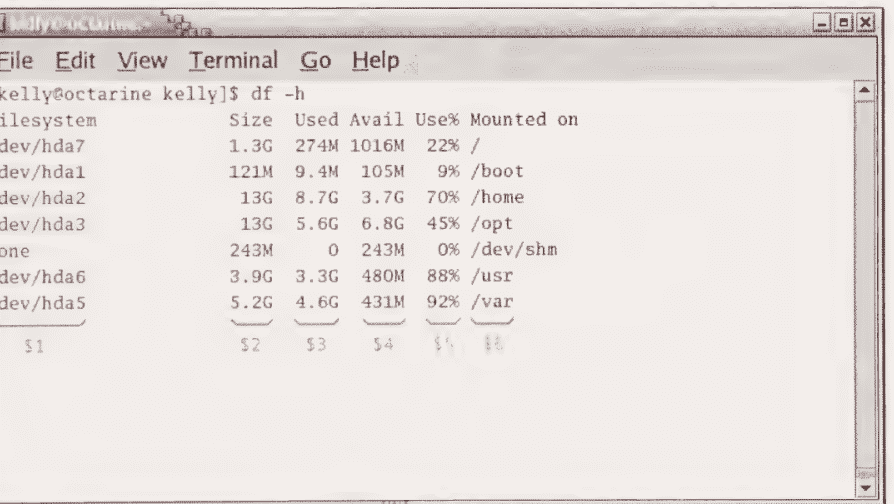 kelly@octarine:~
File Edit View Terminal Go Help
kelly@octarine kelly]$ df -h
ilesystem Size Used Avail Use% Mounted on
dev/hda7 1.3G 274M 1016M 22% /
dev/hda1 121M 9.4M 105M 9% /boot
dev/hda2 13G 8.7G 3.7G 70% /home
dev/hda3 13G 5.6G 6.8G 45% /opt
one 243M 0 243M 0% /dev/shm
dev/hda6 3.9G 3.3G 480M 88% /usr
dev/hda5 5.2G 4.6G 431M 92% /var
$1 $2 $3 $4 $5 $6